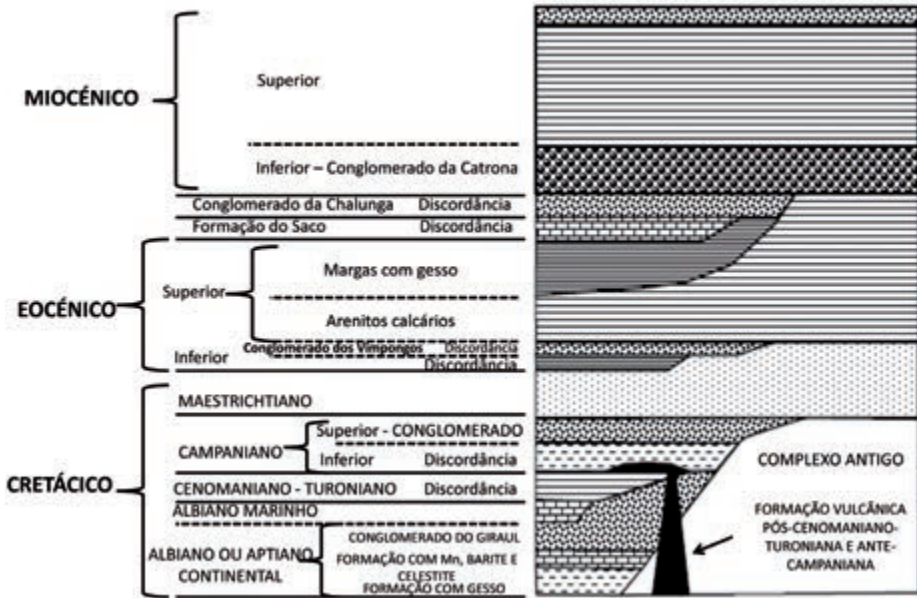 MIOCÉNICO
Superior
Inferior – Conglomerado da Catrona
Conglomerado da Chalunga Discordância
Formação do Saco Discordância
EOCÉNICO
Superior
Margas com gesso
Arenitos calcários
Conglomerado dos Vimpongos Discordância
Inferior
Discordância
CRETÁCICO
MAESTRICHTIANO
CAMPANIANO
Superior - CONGLOMERADO
Inferior Discordância
CENOMANIANO - TURONIANO Discordância
ALBIANO MARINHO
ALBIANO OU APTIANO
CONTINENTAL
CONGLOMERADO DO GIRAUL
FORMAÇÃO COM Mn, BARITE E
CELESTITE
FORMAÇÃO COM GESSO
COMPLEXO ANTIGO
FORMAÇÃO VULCÂNICA
PÓS-CENOMANIANO-
TURONIANA E ANTE-
CAMPANIANA